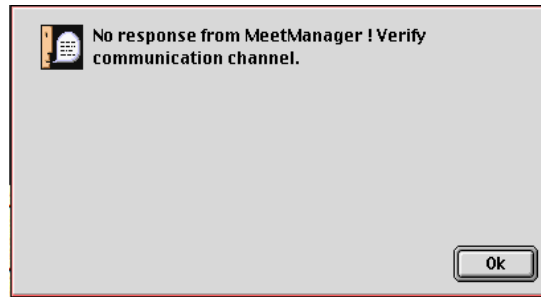 No response from MeetManager ! Verify
communication channel.
Ok